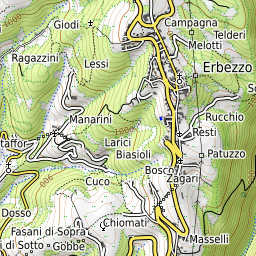 Campagna
Giodi
Telderi
Melotti
Ragazzini
Lessi
Erbezzo
Manarini
1000
Rucchio
Resti
Larici
Biasioli
Patuzzo
Bosco
Zagari
Cuco
Dosso
Chiomati
Fasani di Sopra
di Sotto
Gobbe
Masselli